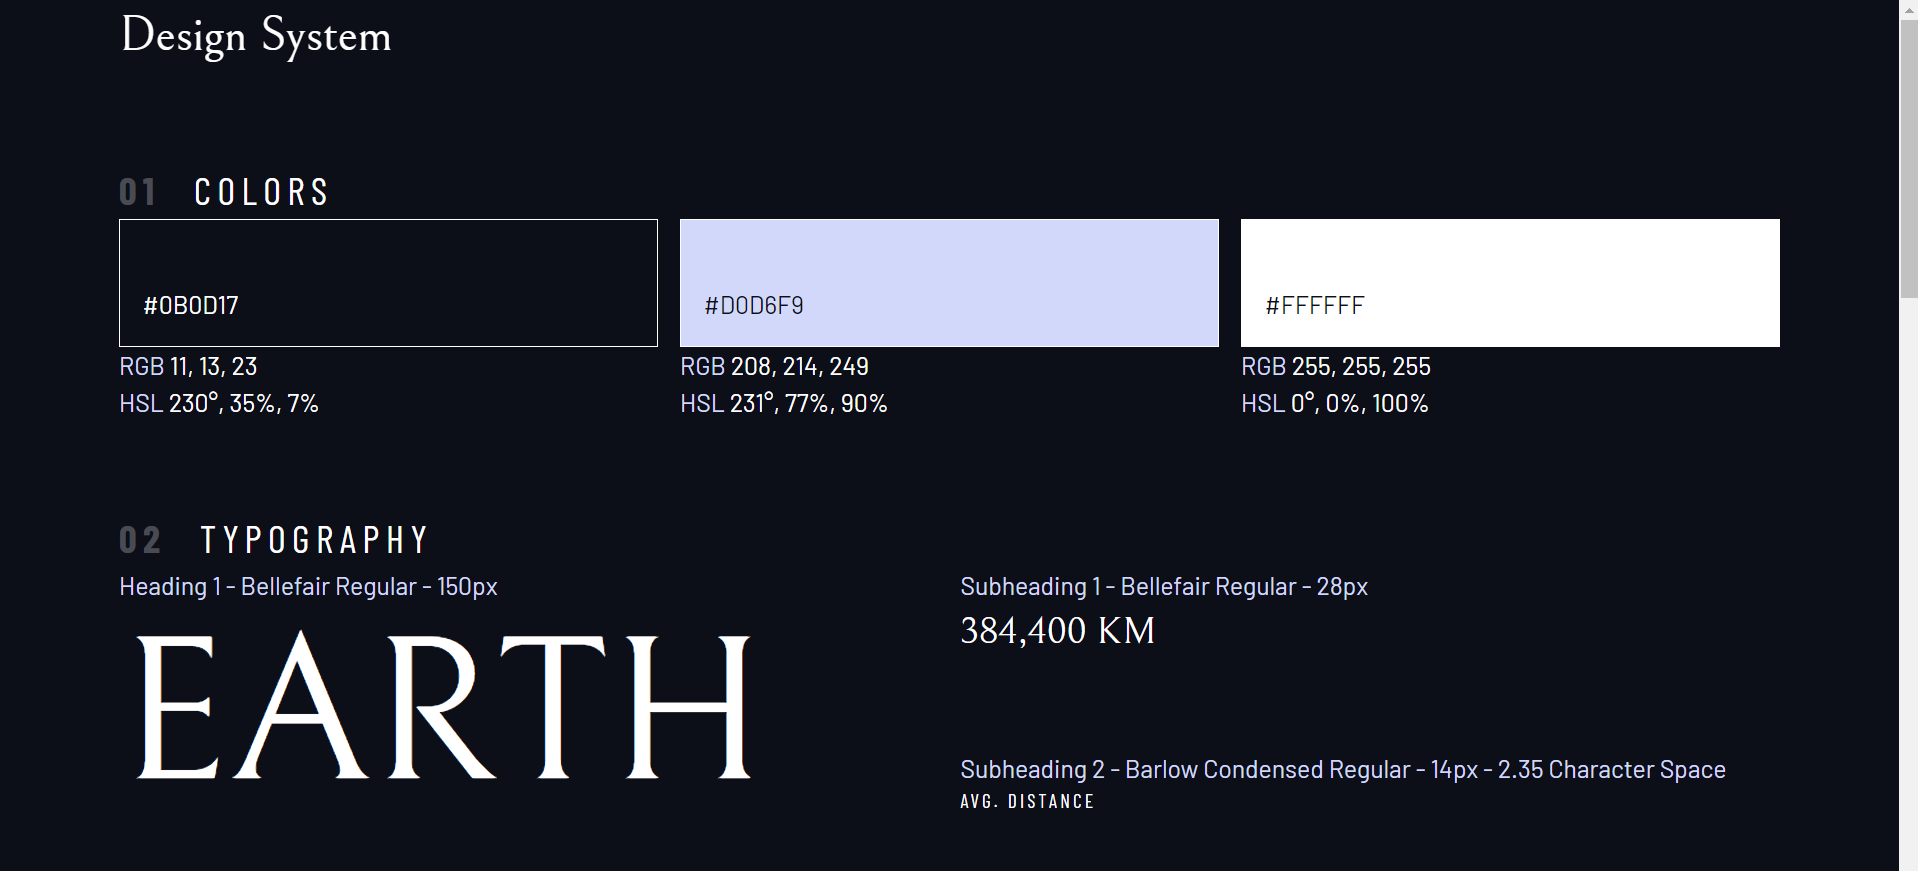 Design System
01 COLORS
#0B0D17
RGB 11, 13, 23
HSL 230°, 35%, 7%
#D0D6F9
RGB 208, 214, 249
HSL 231°, 77%, 90%
#FFFFFF
RGB 255, 255, 255
HSL 0°, 0%, 100%
02 TYPOGRAPHY
Heading 1 - Bellefair Regular - 150px
EARTH
Subheading 1 - Bellefair Regular - 28px
384,400 KM
Subheading 2 - Barlow Condensed Regular - 14px - 2.35 Character Space
AVG. DISTANCE